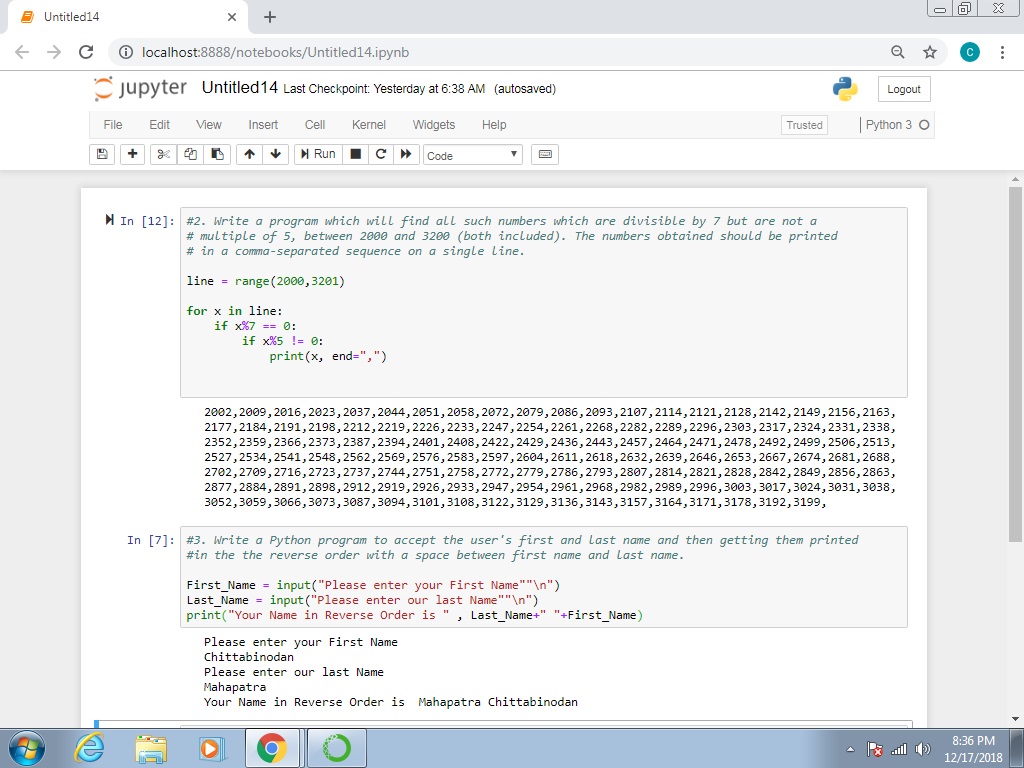 Untitled14
localhost:8888/notebooks/Untitled14.ipynb
C
jupyter Untitled14 Last Checkpoint: Yesterday at 6:38 AM (autosaved)
Logout
File Edit View Insert Cell Kernel Widgets Help Trusted Python 3
Run Code
In [12]:
#2. Write a program which will find all such numbers which are divisible by 7 but are not a
# multiple of 5, between 2000 and 3200 (both included). The numbers obtained should be printed
# in a comma-separated sequence on a single line.
line = range(2000,3201)
for x in line:
    if x%7 == 0:
        if x%5 != 0:
            print(x, end=",")
2002,2009,2016,2023,2037,2044,2051,2058,2072,2079,2086,2093,2107,2114,2121,2128,2142,2149,2156,2163,
2177,2184,2191,2198,2212,2219,2226,2233,2247,2254,2261,2268,2282,2289,2296,2303,2317,2324,2331,2338,
2352,2359,2366,2373,2387,2394,2401,2408,2422,2429,2436,2443,2457,2464,2471,2478,2492,2499,2506,2513,
2527,2534,2541,2548,2562,2569,2576,2583,2597,2604,2611,2618,2632,2639,2646,2653,2667,2674,2681,2688,
2702,2709,2716,2723,2737,2744,2751,2758,2772,2779,2786,2793,2807,2814,2821,2828,2842,2849,2856,2863,
2877,2884,2891,2898,2912,2919,2926,2933,2947,2954,2961,2968,2982,2989,2996,3003,3017,3024,3031,3038,
3052,3059,3066,3073,3087,3094,3101,3108,3122,3129,3136,3143,3157,3164,3171,3178,3192,3199,
In [7]:
#3. Write a Python program to accept the user's first and last name and then getting them printed
#in the the reverse order with a space between first name and last name.
First_Name = input("Please enter your First Name""\n")
Last_Name = input("Please enter our last Name""\n")
print("Your Name in Reverse Order is " , Last_Name+" "+First_Name)
Please enter your First Name
Chittabinodan
Please enter our last Name
Mahapatra
Your Name in Reverse Order is  Mahapatra Chittabinodan
8:36 PM
12/17/2018